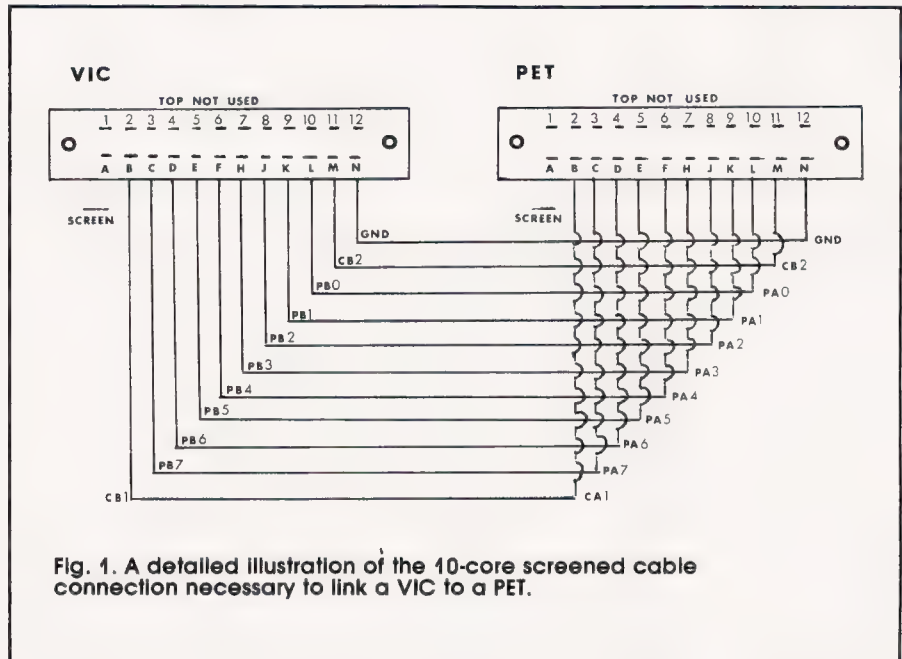 VIC PET
TOP NOT USED TOP NOT USED
1 2 3 4 5 6 7 8 9 10 11 12 1 2 3 4 5 6 7 8 9 10 11 12
A B C D E F H J K L M N A B C D E F H J K L M N
SCREEN SCREEN
GND GND
CB2 CB2
PB0 PA0
PB1 PA1
PB2 PA2
PB3 PA3
PB4 PA4
PB5 PA5
PB6 PA6
PB7 PA7
CB1 CA1
Fig. 1. A detailed illustration of the 10-core screened cable
connection necessary to link a VIC to a PET.